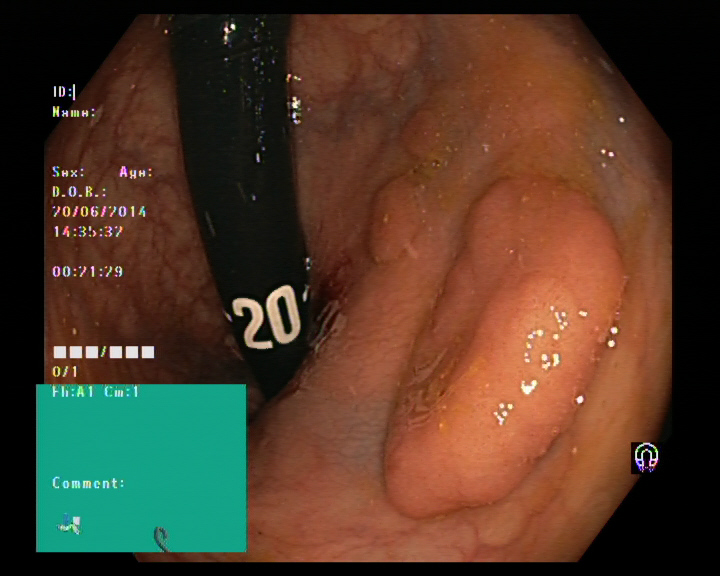 ID:
Name:
Sex: Age:
D.O.B.:
20/06/2014
14:35:37
00:21:29
/
0/1
Eh:A1 Cm:1
Comment:
20